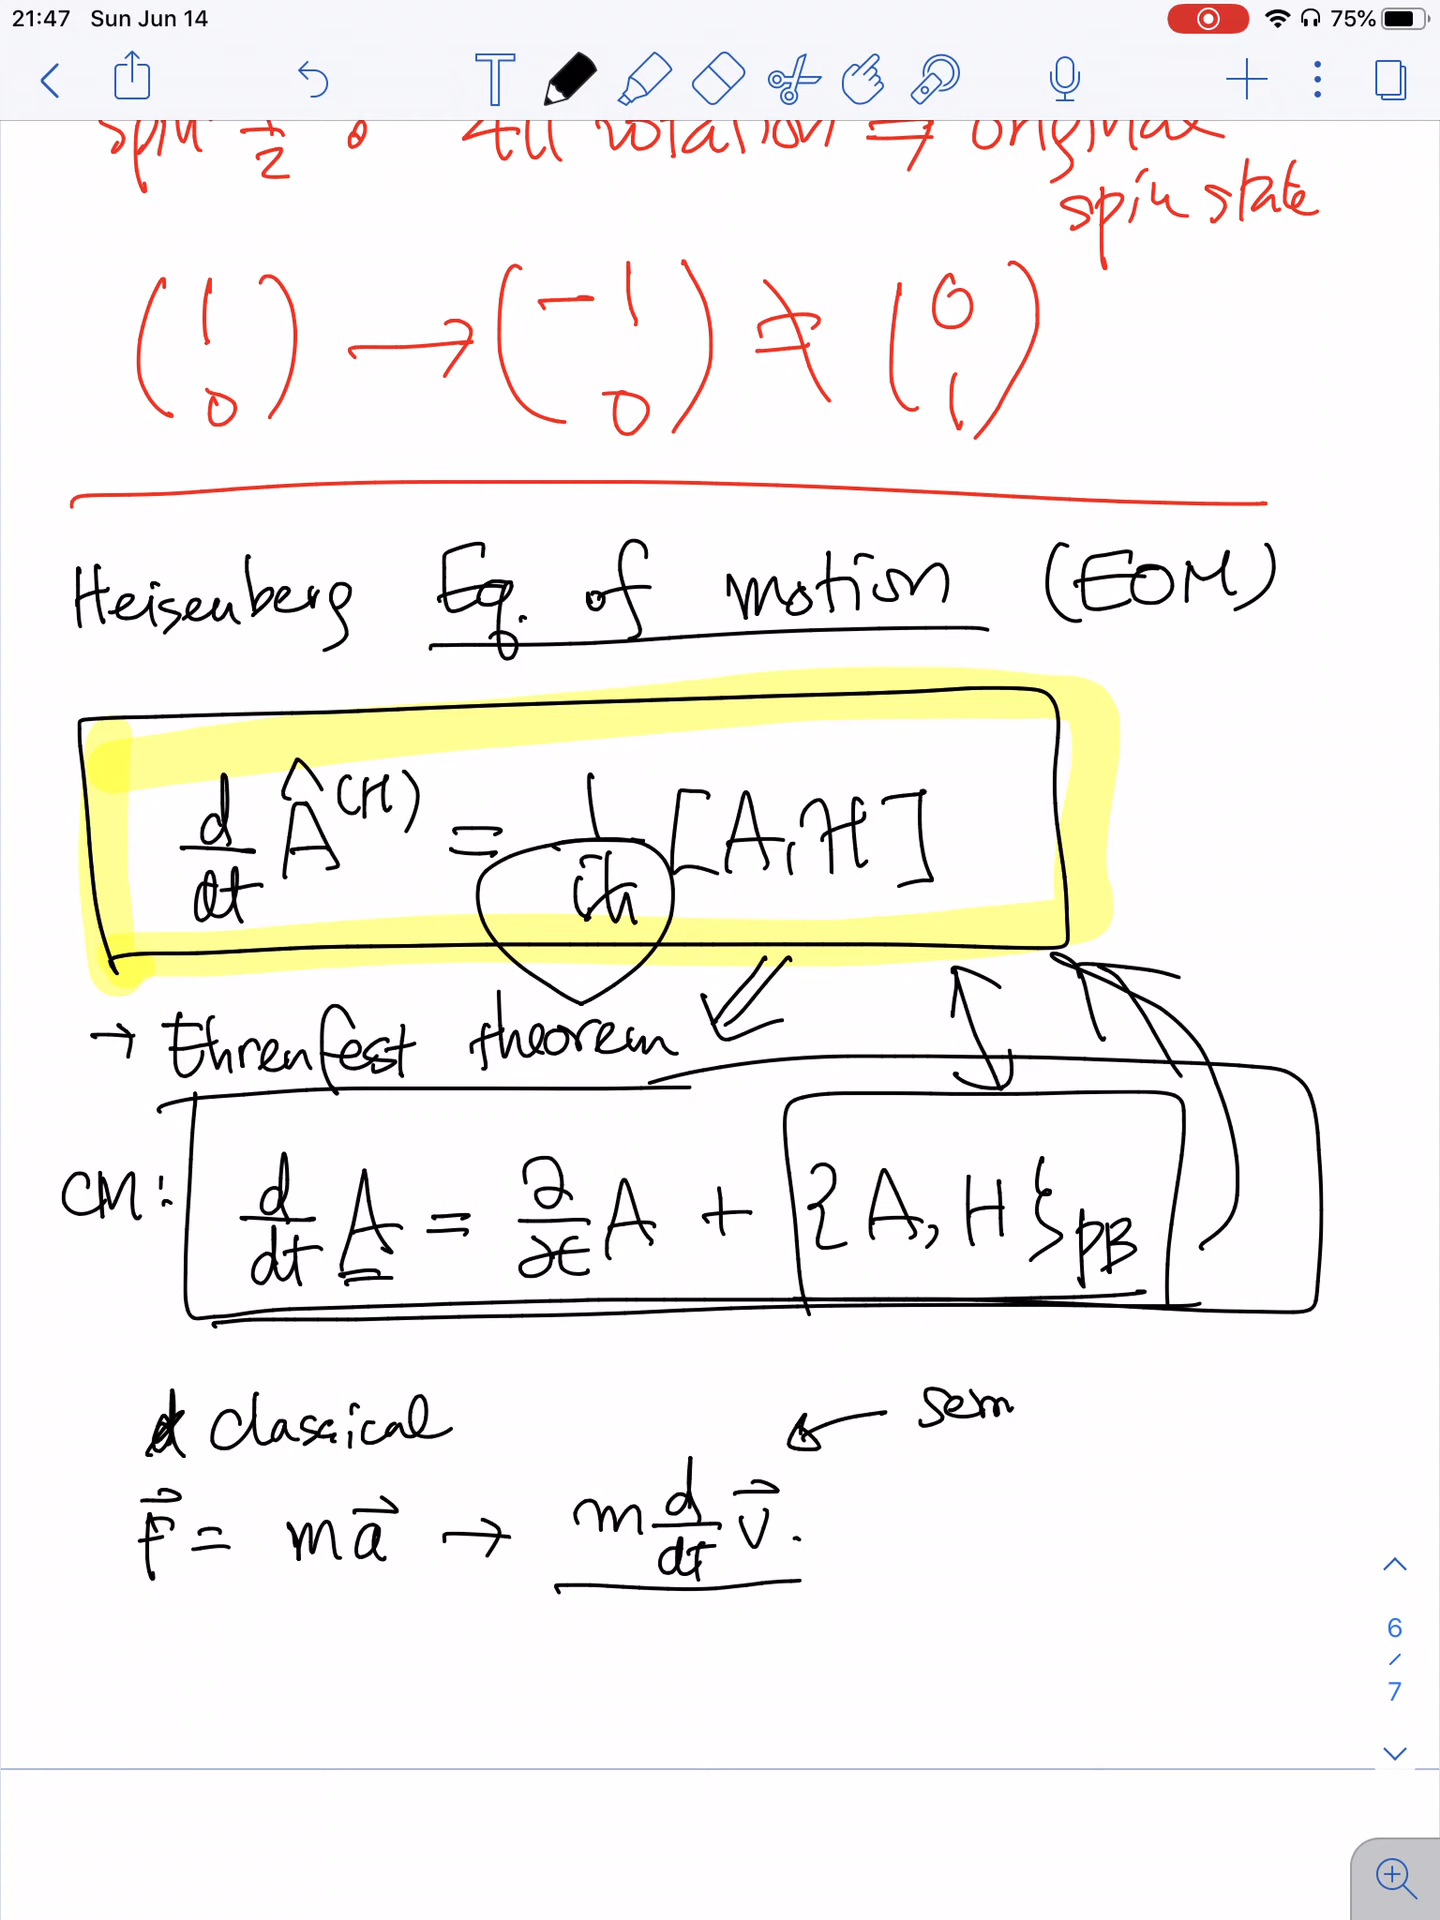 21:47 Sun Jun 14 75%
T
spin 1/2 : 4π rotation ⇒ original
spin state
(1 0) → (-1 0) ≠ (0 1)
Heisenberg Eq. of motion (EOM)
d/dt Â^(H) = 1/iħ [A, H]
→ Ehrenfest theorem
CM: d/dt A = ∂/∂t A + {A, H}PB
classical
sem
F⃗ = ma⃗ → m d/dt v⃗.
6
/
7